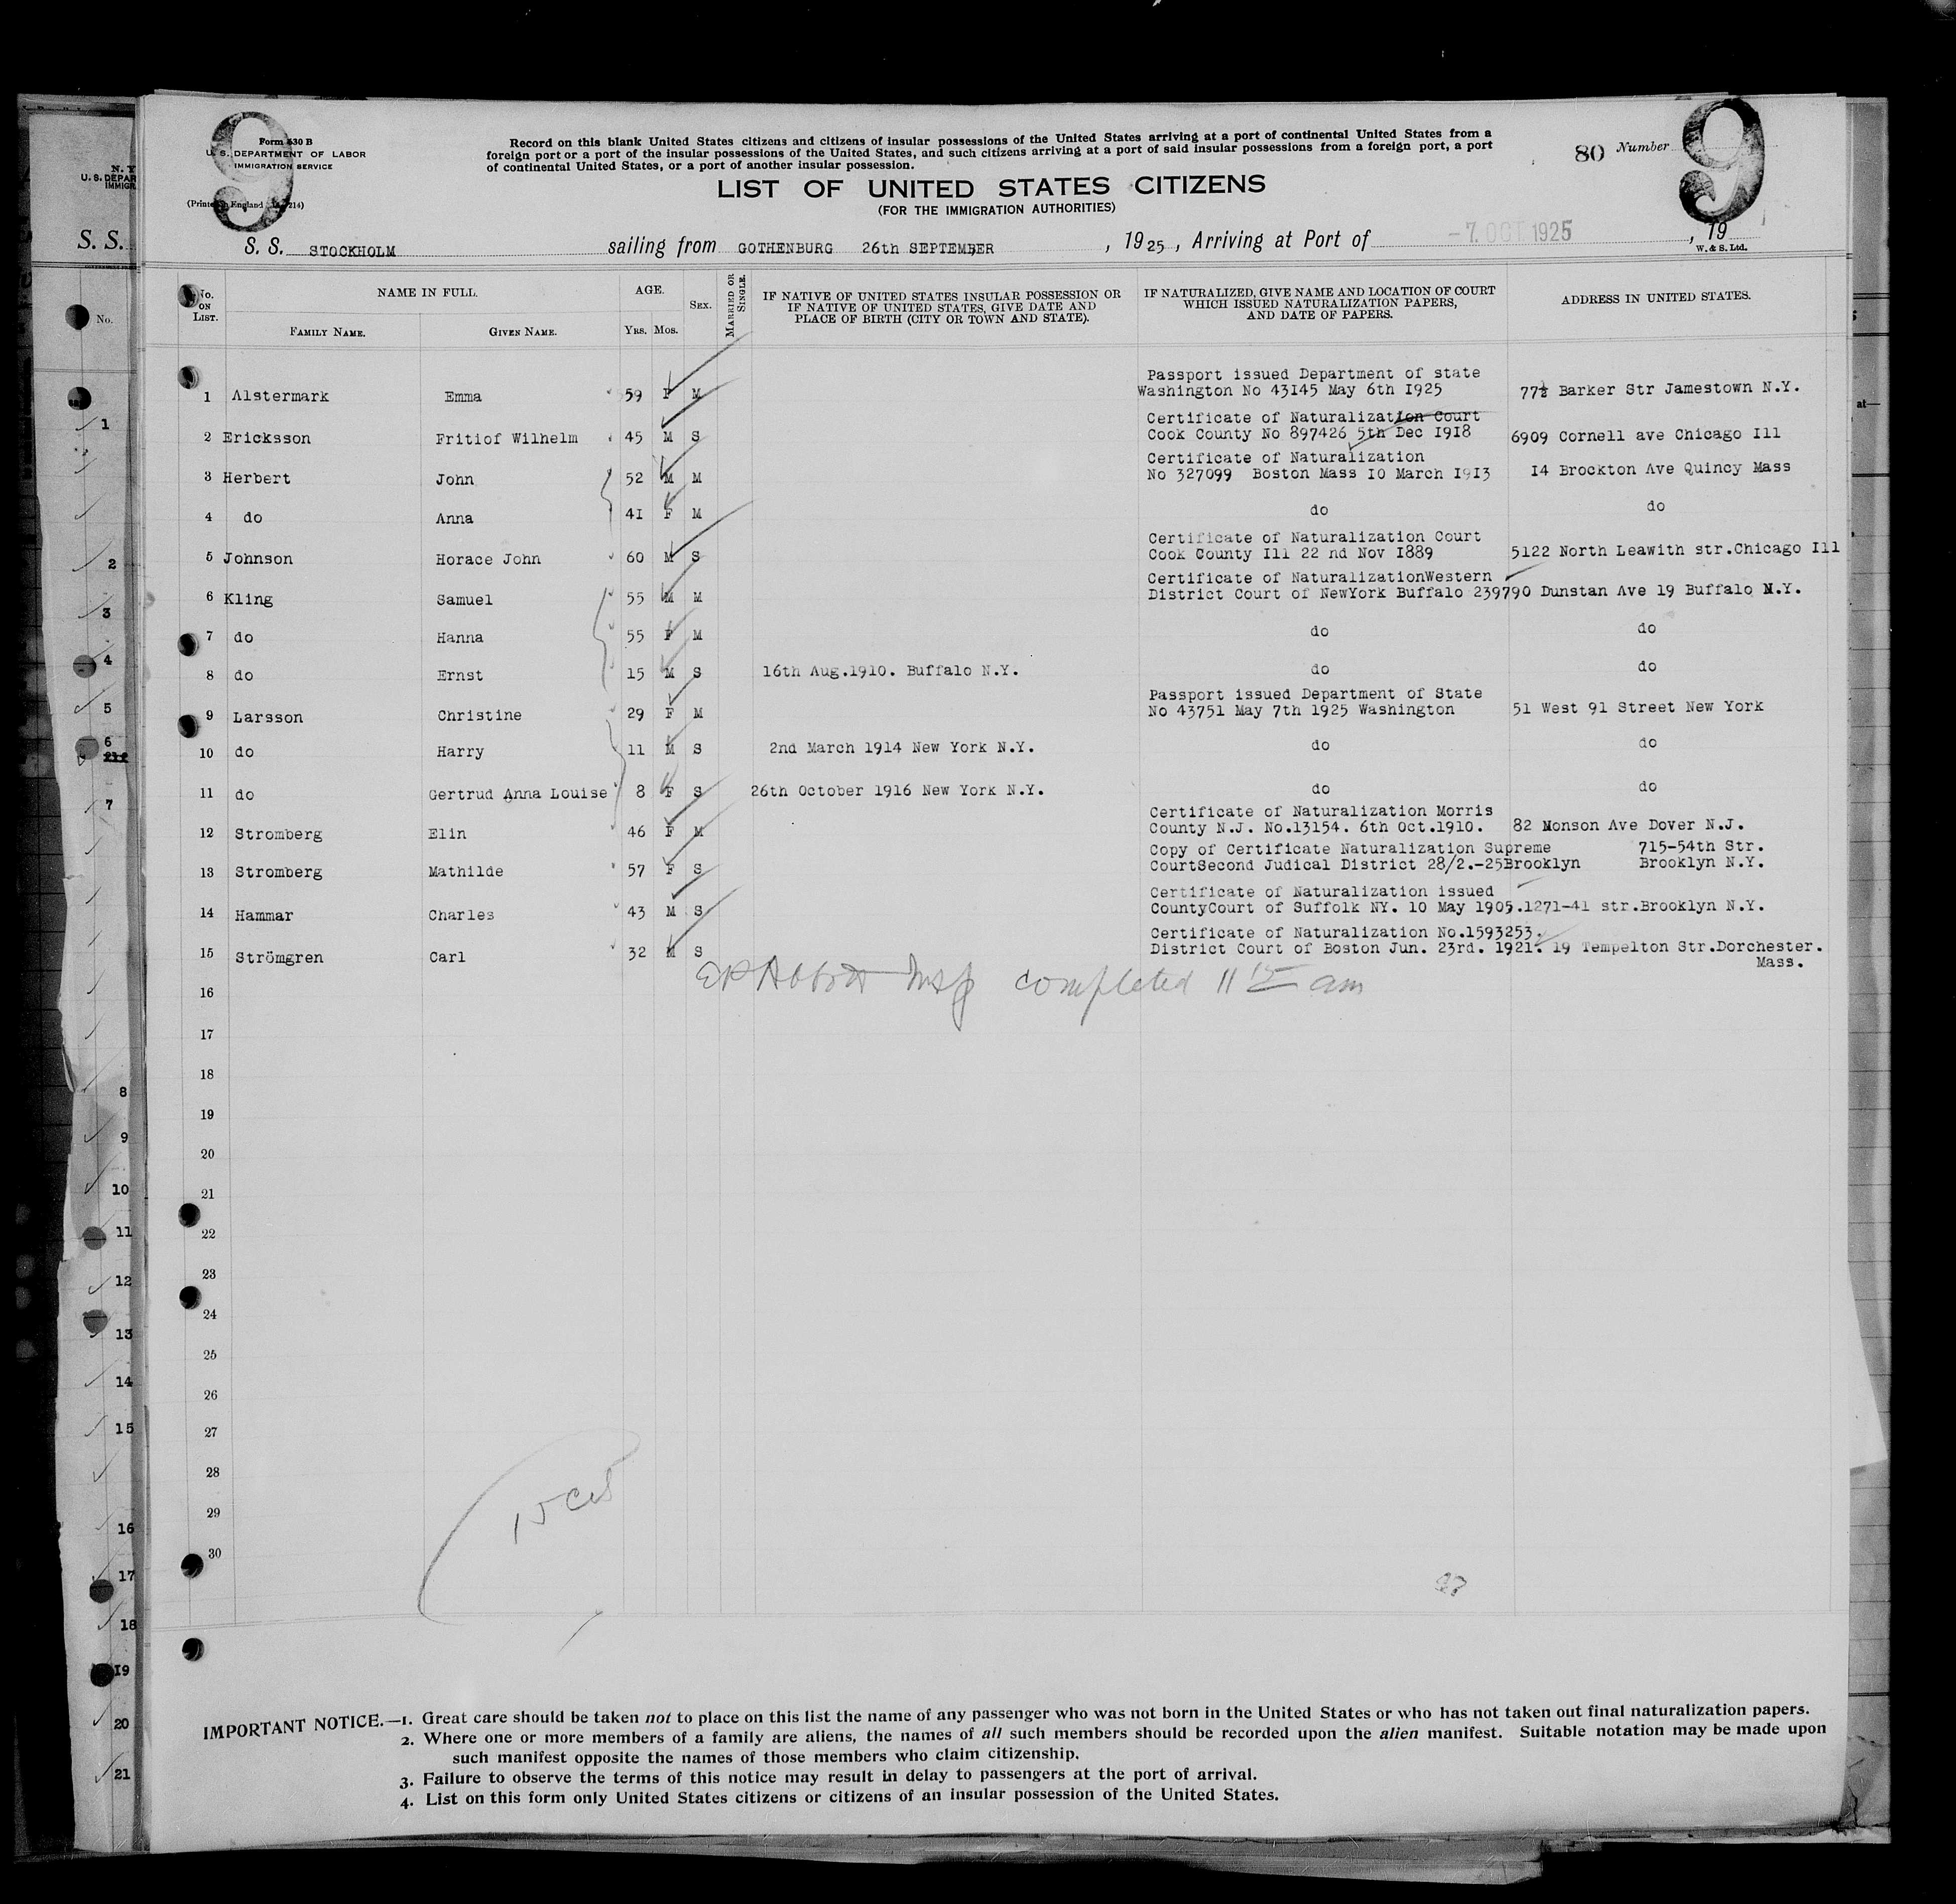 9
Form 630 B
U. S. DEPARTMENT OF LABOR
IMMIGRATION SERVICE
Record on this blank United States citizens and citizens of insular possessions of the United States arriving at a port of continental United States from a
foreign port or a port of the insular possessions of the United States, and such citizens arriving at a port of said insular possessions from a foreign port, a port
of continental United States, or a port of another insular possession.
80 Number
9
LIST OF UNITED STATES CITIZENS
(FOR THE IMMIGRATION AUTHORITIES)
S. S. STOCKHOLM sailing from GOTHENBURG 26th SEPTEMBER, 1925, Arriving at Port of -7. OCT 1925, 19
W. & S. Ltd.
No. ON LIST. NAME IN FULL. AGE. SEX. MARRIED OR SINGLE. IF NATIVE OF UNITED STATES INSULAR POSSESSION OR IF NATIVE OF UNITED STATES, GIVE DATE AND PLACE OF BIRTH (CITY OR TOWN AND STATE). IF NATURALIZED, GIVE NAME AND LOCATION OF COURT WHICH ISSUED NATURALIZATION PAPERS, AND DATE OF PAPERS. ADDRESS IN UNITED STATES.
FAMILY NAME. GIVEN NAME. YRS. MOS.
Passport issued Department of state
1 Alstermark Emma 59 F M Washington No 43145 May 6th 1925 77½ Barker Str Jamestown N.Y.
Certificate of Naturalization Court
2 Ericksson Fritiof Wilhelm 45 M S Cook County No 897426 5th Dec 1918 6909 Cornell ave Chicago Ill
Certificate of Naturalization
3 Herbert John 52 M M No 327099 Boston Mass 10 March 1913 14 Brockton Ave Quincy Mass
4 do Anna 41 F M do do
Certificate of Naturalization Court
5 Johnson Horace John 60 M S Cook County Ill 22 nd Nov 1889 5122 North Leawith str.Chicago Ill
Certificate of NaturalizationWestern
6 Kling Samuel 55 M M District Court of NewYork Buffalo 239790 Dunstan Ave 19 Buffalo N.Y.
7 do Hanna 55 F M do do
8 do Ernst 15 M S 16th Aug.1910. Buffalo N.Y. do do
Passport issued Department of State
9 Larsson Christine 29 F M No 43751 May 7th 1925 Washington 51 West 91 Street New York
10 do Harry 11 M S 2nd March 1914 New York N.Y. do do
11 do Gertrud Anna Louise 8 F S 26th October 1916 New York N.Y. do do
Certificate of Naturalization Morris
12 Stromberg Elin 46 F M County N.J. No.13154. 6th Oct.1910. 82 Monson Ave Dover N.J.
Copy of Certificate Naturalization Supreme 715-54th Str.
13 Stromberg Mathilde 57 F S CourtSecond Judical District 28/2.-25Brooklyn Brooklyn N.Y.
Certificate of Naturalization issued
14 Hammar Charles 43 M S CountyCourt of Suffolk NY. 10 May 1905.1271-41 str.Brooklyn N.Y.
Certificate of Naturalization No.1593253.
15 Strömgren Carl 32 M S District Court of Boston Jun. 23rd. 1921. 19 Tempelton Str.Dorchester.
Mass.
completed 11 15 am
16
17
18
19
20
21
22
23
24
25
26
27
28
29
30
IMPORTANT NOTICE.—1. Great care should be taken not to place on this list the name of any passenger who was not born in the United States or who has not taken out final naturalization papers.
2. Where one or more members of a family are aliens, the names of all such members should be recorded upon the alien manifest. Suitable notation may be made upon
such manifest opposite the names of those members who claim citizenship.
3. Failure to observe the terms of this notice may result in delay to passengers at the port of arrival.
4. List on this form only United States citizens or citizens of an insular possession of the United States.